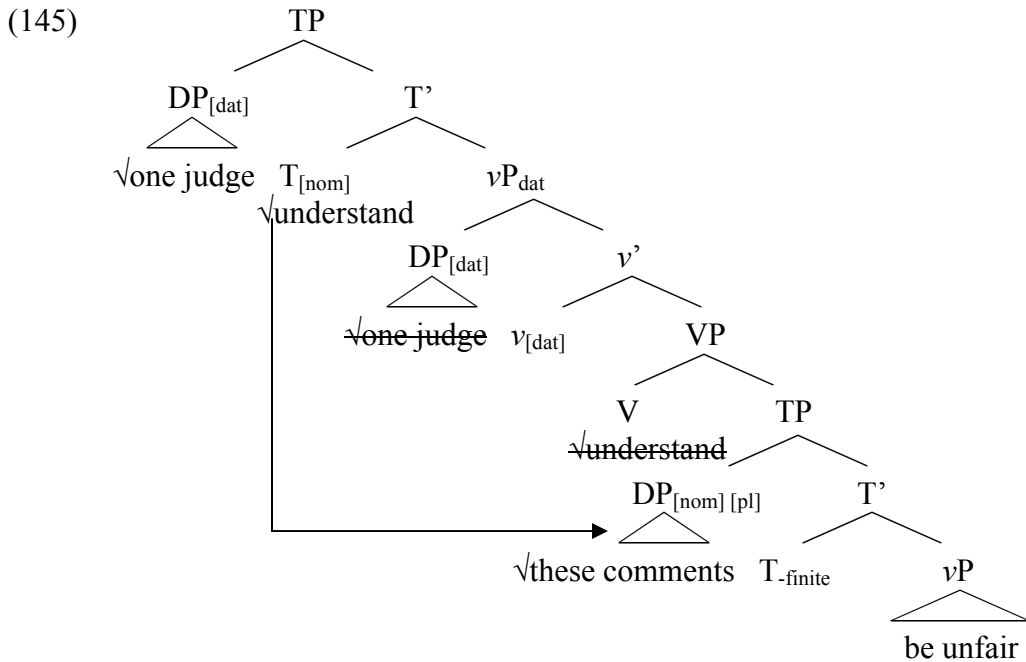 (145) TP
DP[dat] T’
√one judge T[nom] vPdat
√understand
DP[dat] v’
√one judge v[dat] VP
V TP
√understand
DP[nom] [pl] T’
√these comments T-finite vP
be unfair